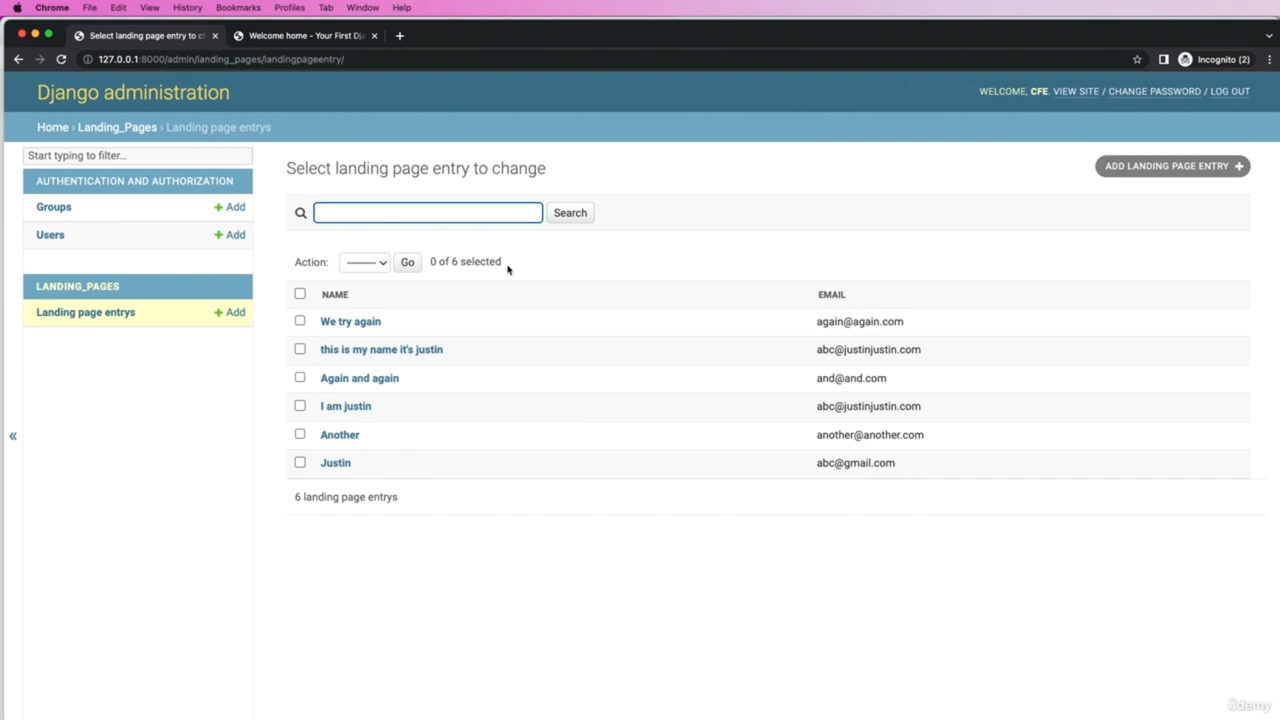 Chrome File Edit View History Bookmarks Profiles Tab Window Help
Select landing page entry to c
Welcome home - Your First Dj
127.0.0.1:8000/admin/landing_pages/landingpageentry/
Incognito (2)
Django administration
WELCOME, CFE. VIEW SITE / CHANGE PASSWORD / LOG OUT
Home › Landing_Pages › Landing page entrys
Start typing to filter...
AUTHENTICATION AND AUTHORIZATION
Groups + Add
Users + Add
LANDING_PAGES
Landing page entrys + Add
«
Select landing page entry to change
ADD LANDING PAGE ENTRY +
Search
Action: --------- Go 0 of 6 selected
NAME EMAIL
We try again again@again.com
this is my name it's justin abc@justinjustin.com
Again and again and@and.com
I am justin abc@justinjustin.com
Another another@another.com
Justin abc@gmail.com
6 landing page entrys
ûdemy